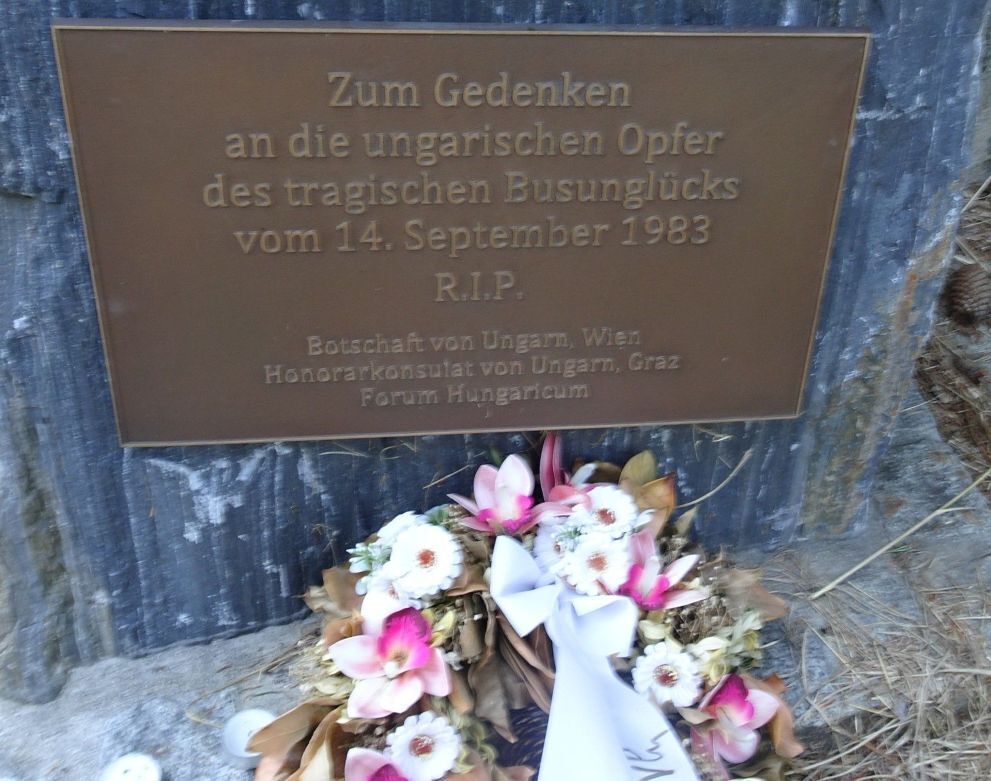 Zum Gedenken
an die ungarischen Opfer
des tragischen Busunglücks
vom 14. September 1983
R.I.P.
Botschaft von Ungarn, Wien
Honorarkonsulat von Ungarn, Graz
Forum Hungaricum